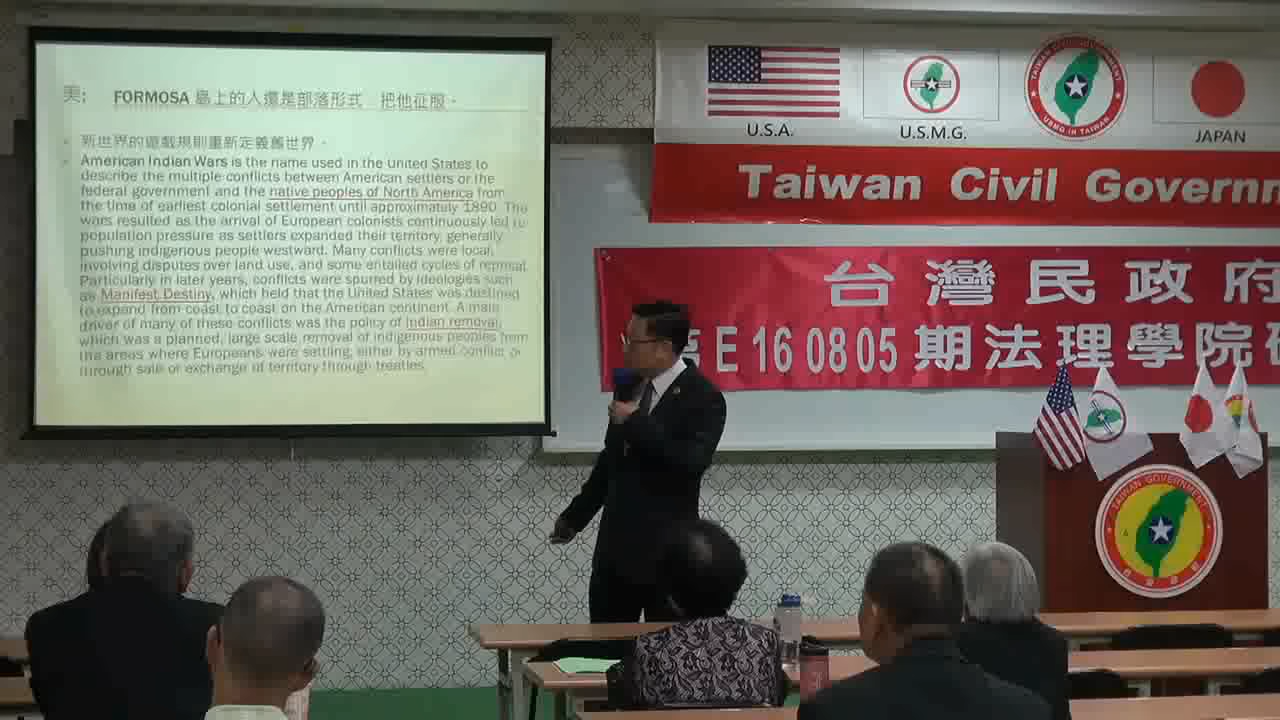 美: FORMOSA 島上的人還是部落形式 把他征服。
• 新世界的遊戲規則重新定義舊世界。
• American Indian Wars is the name used in the united States to
describe the multiple conflicts between American settlers or the
federal government and the native peoples of North America from
the time of earliest colonial settlement until approximately 1890. The
wars resulted as the arrival of European colonists continuously led to
population pressure as settlers expanded their territory, generally
pushing indigenous people westward. Many conflicts were local,
involving disputes over land use, and some entailed cycles of reprisal.
Particularly in later years, conflicts were spurred by ideologies such
as Manifest Destiny, which held that the United States was destined
to expand from coast to coast on the American continent. A main
driver of many of these conflicts was the policy of Indian removal,
which was a planned, large scale removal of indigenous peoples from
the areas where Europeans were settling, either by armed conflict or
through sale or exchange of territory through treaties.
U.S.A.
U.S.M.G.
TAIWAN CIVIL GOVERNMENT
USMG IN TAIWAN
JAPAN
Taiwan Civil Governm
台灣民政府
E 16 08 05 期法理學院
TAIWAN GOVERNMENT